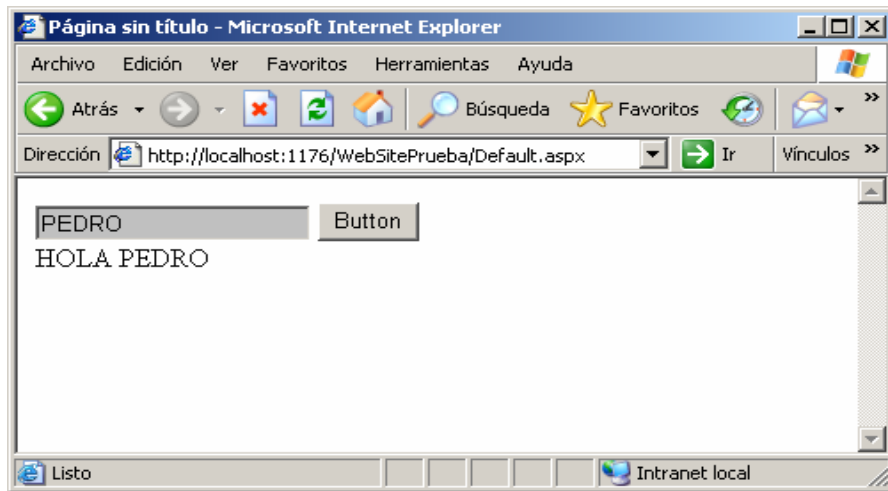 Página sin título - Microsoft Internet Explorer
Archivo Edición Ver Favoritos Herramientas Ayuda
Atrás Búsqueda Favoritos
Dirección http://localhost:1176/WebSitePrueba/Default.aspx Ir Vínculos
PEDRO Button
HOLA PEDRO
Listo Intranet local